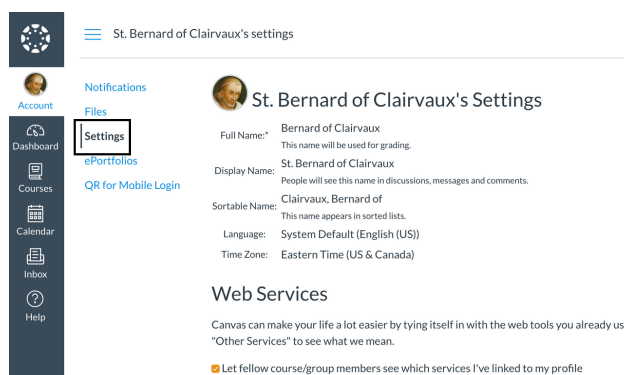 St. Bernard of Clairvaux's settings
Account
Dashboard
Courses
Calendar
Inbox
Help
Notifications
Files
Settings
ePortfolios
QR for Mobile Login
St. Bernard of Clairvaux's Settings
Full Name:* Bernard of Clairvaux
This name will be used for grading.
Display Name: St. Bernard of Clairvaux
People will see this name in discussions, messages and comments.
Sortable Name: Clairvaux, Bernard of
This name appears in sorted lists.
Language: System Default (English (US))
Time Zone: Eastern Time (US & Canada)
Web Services
Canvas can make your life a lot easier by tying itself in with the web tools you already us
"Other Services" to see what we mean.
Let fellow course/group members see which services I've linked to my profile